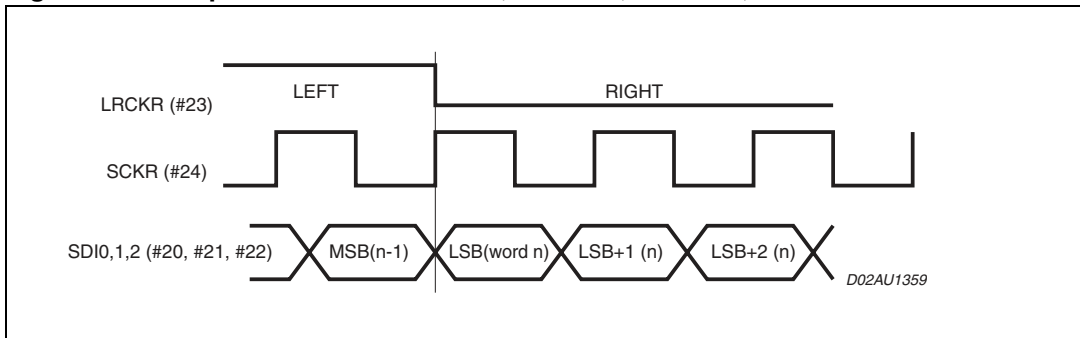 LEFT
RIGHT
LRCKR (#23)
SCKR (#24)
SDI0,1,2 (#20, #21, #22)
MSB(n-1)
LSB(word n)
LSB+1 (n)
LSB+2 (n)
D02AU1359